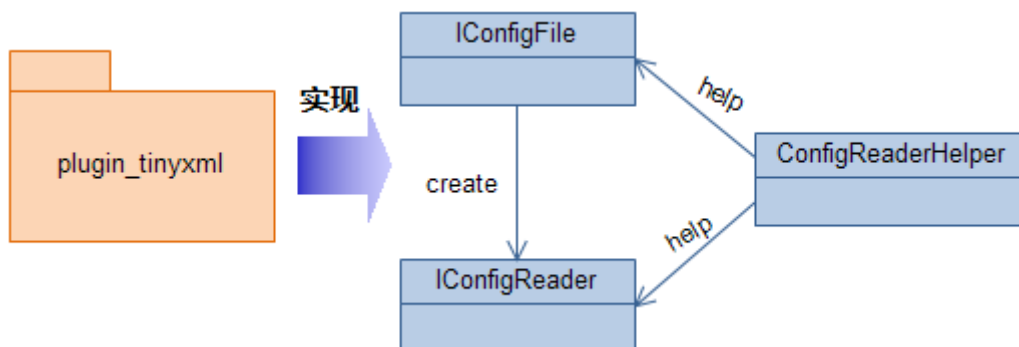 IConfigFile
实现
help
plugin_tinyxml
ConfigReaderHelper
create
help
IConfigReader